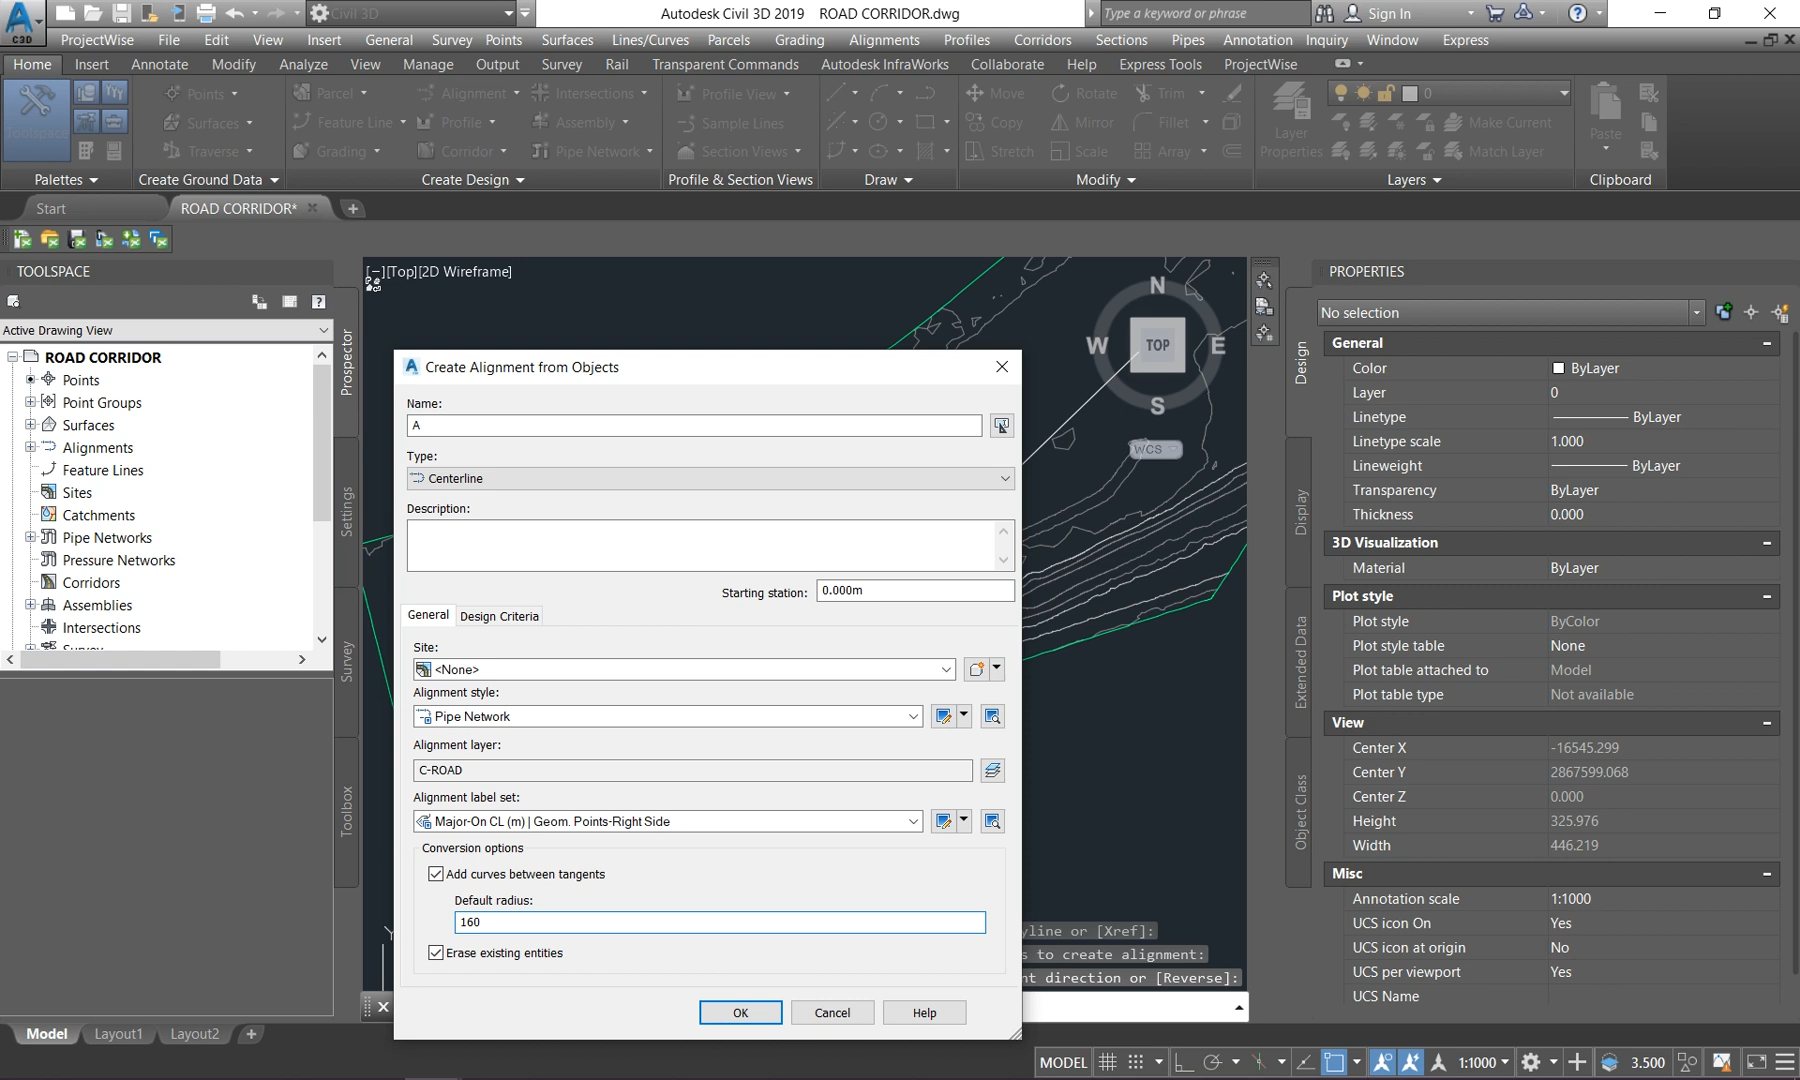 A
C3D
Civil 3D
Autodesk Civil 3D 2019 ROAD CORRIDOR.dwg
Type a keyword or phrase
Sign In
ProjectWise File Edit View Insert General Survey Points Surfaces Lines/Curves Parcels Grading Alignments Profiles Corridors Sections Pipes Annotation Inquiry Window Express
Home Insert Annotate Modify Analyze View Manage Output Survey Rail Transparent Commands Autodesk InfraWorks Collaborate Help Express Tools ProjectWise
Points Parcel Alignment Intersections Profile View Move Rotate Trim 0
Toolspace Surfaces Feature Line Profile Assembly Sample Lines Copy Mirror Fillet Layer Make Current Paste
Traverse Grading Corridor Pipe Network Section Views Stretch Scale Array Properties Match Layer
Palettes Create Ground Data Create Design Profile & Section Views Draw Modify Layers Clipboard
Start ROAD CORRIDOR*
TOOLSPACE
Active Drawing View
ROAD CORRIDOR
Points
Point Groups
Surfaces
Alignments
Feature Lines
Sites
Catchments
Pipe Networks
Pressure Networks
Corridors
Assemblies
Intersections
Survey
Prospector
Settings
Survey
Toolbox
[−][Top][2D Wireframe]
N
W TOP E
S
WCS
Create Alignment from Objects
Name:
A
Type:
Centerline
Description:
Starting station: 0.000m
General Design Criteria
Site:
<None>
Alignment style:
Pipe Network
Alignment layer:
C-ROAD
Alignment label set:
Major-On CL (m) | Geom. Points-Right Side
Conversion options
Add curves between tangents
Default radius:
160
Erase existing entities
OK Cancel Help
Y
yline or [Xref]:
s to create alignment:
nt direction or [Reverse]:
PROPERTIES
No selection
Design
Display
Extended Data
Object Class
General
Color ByLayer
Layer 0
Linetype ByLayer
Linetype scale 1.000
Lineweight ByLayer
Transparency ByLayer
Thickness 0.000
3D Visualization
Material ByLayer
Plot style
Plot style ByColor
Plot style table None
Plot table attached to Model
Plot table type Not available
View
Center X -16545.299
Center Y 2867599.068
Center Z 0.000
Height 325.976
Width 446.219
Misc
Annotation scale 1:1000
UCS icon On Yes
UCS icon at origin No
UCS per viewport Yes
UCS Name
Model Layout1 Layout2
MODEL 1:1000 3.500